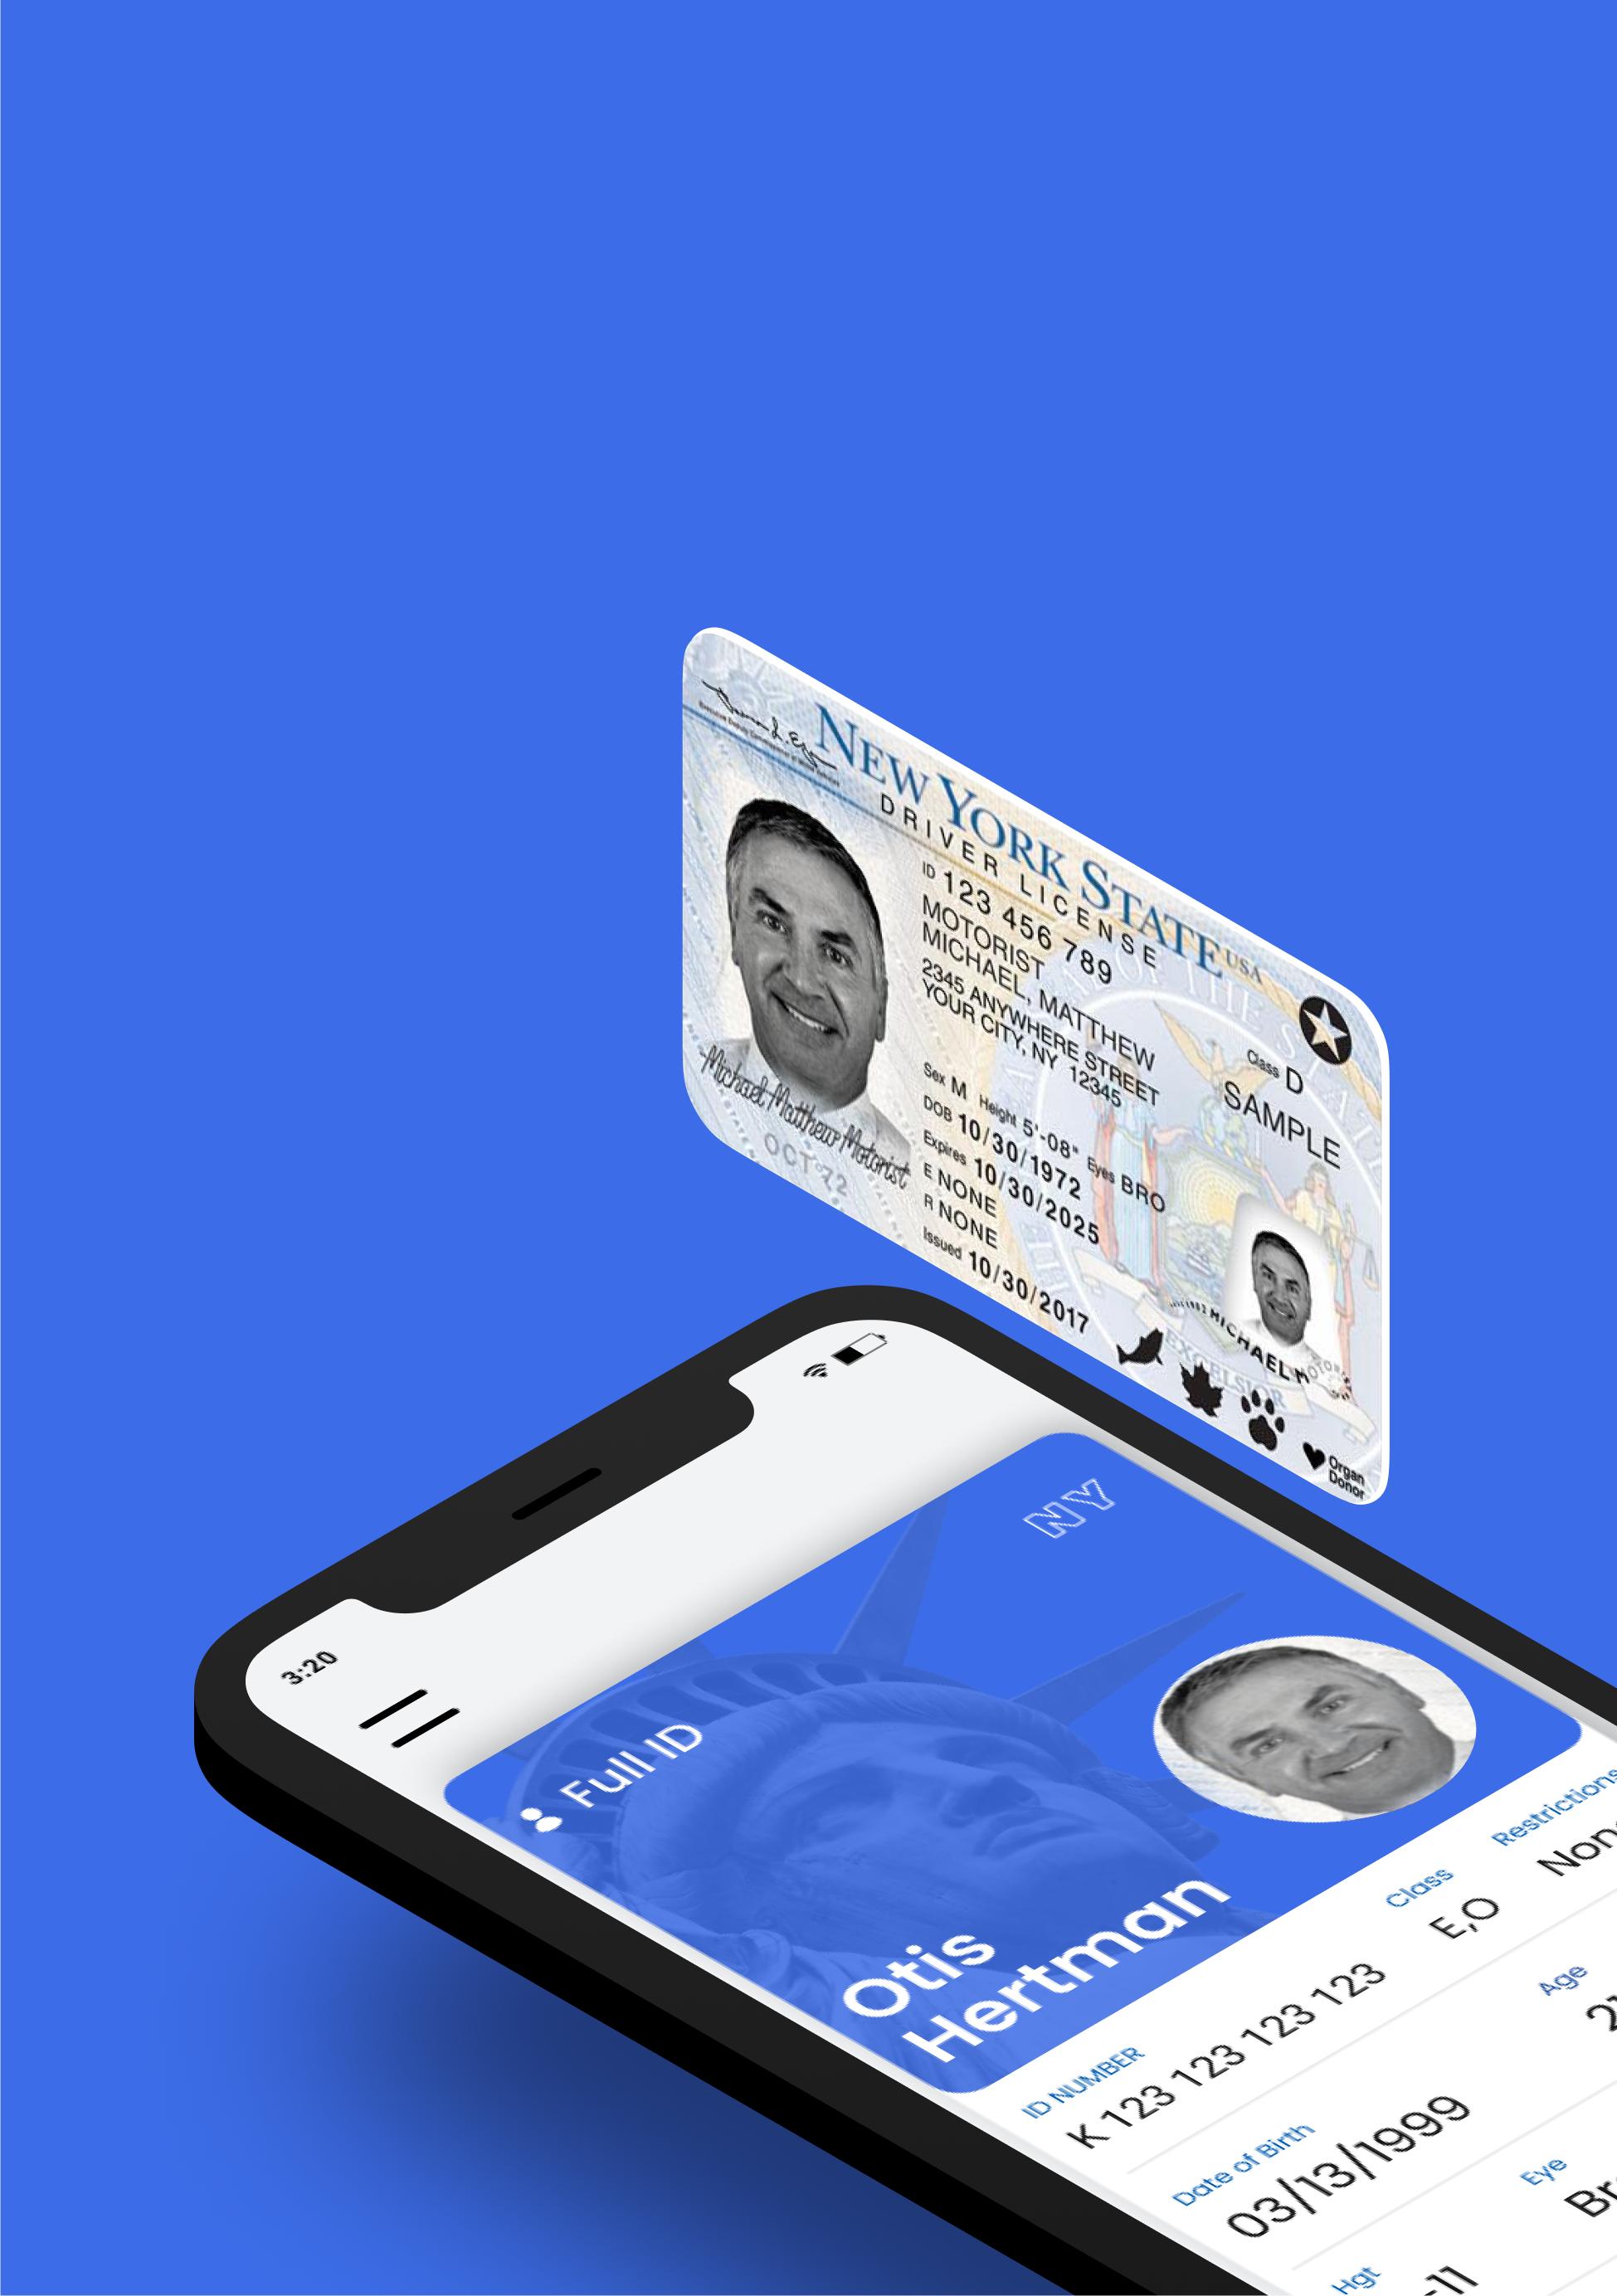 NEW YORK STATE USA
DRIVER LICENSE
ID 123 456 789
MOTORIST
MICHAEL, MATTHEW
2345 ANYWHERE STREET
YOUR CITY, NY 12345
Class D
SAMPLE
Sex M Height 5'-08" Eyes BRO
DOB 10/30/1972
Expires 10/30/2025
E NONE
R NONE
Issued 10/30/2017
Michael Matthew Motorist
OCT 72
MICHAEL M
EXCELSIOR
Organ
Donor
3:20
NY
Full ID
Otis
Hertman
ID NUMBER
K 123 123 123 123
Class
E,O
Restrictions
Date of Birth
03/13/1999
Age
Eye
Hgt